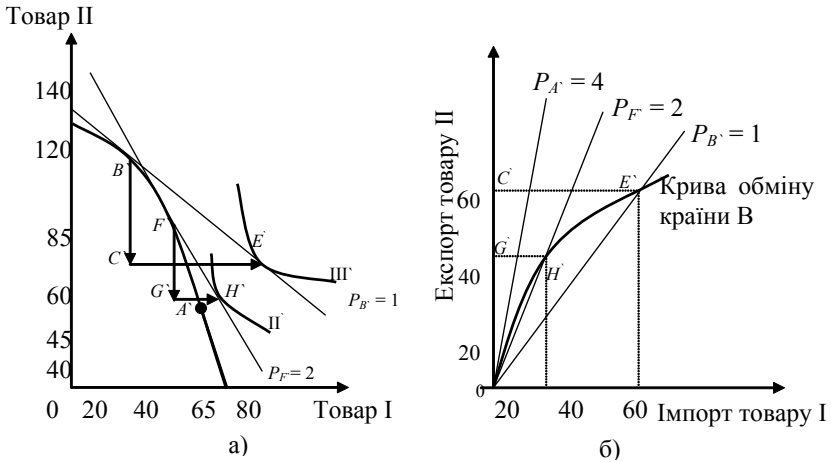 Товар II
140
120
85
60
45
40
0 20 40 65 80 Товар I
B`
C`
F`
G`
A`
H`
E`
III`
II`
P_B` = 1
P_F` = 2
а)
Експорт товару II
P_A` = 4
P_F` = 2
P_B` = 1
C`
60
G`
20
0
E`
H`
Крива обміну
країни В
20 40 60 Імпорт товару I
б)